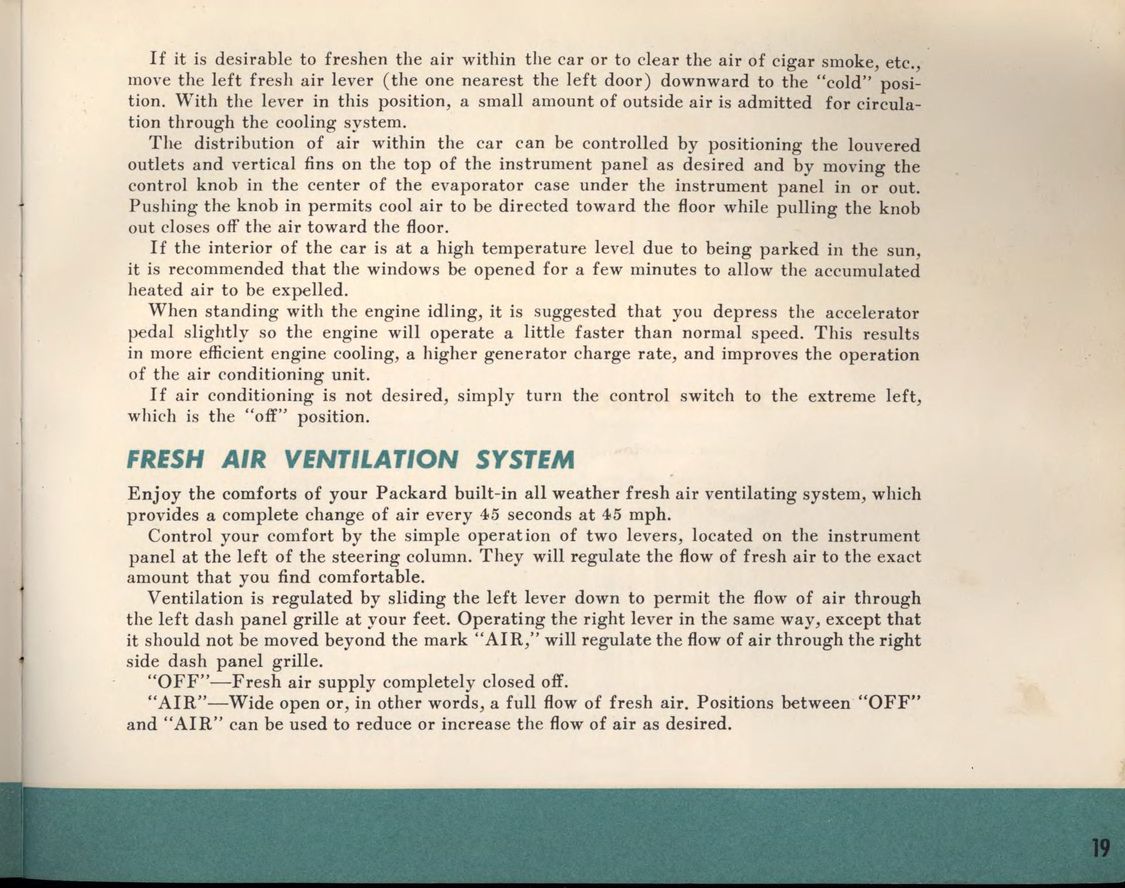 If it is desirable to freshen the air within the car or to clear the air of cigar smoke, etc.,
move the left fresh air lever (the one nearest the left door) downward to the “cold” posi-
tion. With the lever in this position, a small amount of outside air is admitted for circula-
tion through the cooling system.
The distribution of air within the car can be controlled by positioning the louvered
outlets and vertical fins on the top of the instrument panel as desired and by moving the
control knob in the center of the evaporator case under the instrument panel in or out.
Pushing the knob in permits cool air to be directed toward the floor while pulling the knob
out closes off the air toward the floor.
If the interior of the car is at a high temperature level due to being parked in the sun,
it is recommended that the windows be opened for a few minutes to allow the accumulated
heated air to be expelled.
When standing with the engine idling, it is suggested that you depress the accelerator
pedal slightly so the engine will operate a little faster than normal speed. This results
in more efficient engine cooling, a higher generator charge rate, and improves the operation
of the air conditioning unit.
If air conditioning is not desired, simply turn the control switch to the extreme left,
which is the “off” position.
FRESH AIR VENTILATION SYSTEM
Enjoy the comforts of your Packard built-in all weather fresh air ventilating system, which
provides a complete change of air every 45 seconds at 45 mph.
Control your comfort by the simple operation of two levers, located on the instrument
panel at the left of the steering column. They will regulate the flow of fresh air to the exact
amount that you find comfortable.
Ventilation is regulated by sliding the left lever down to permit the flow of air through
the left dash panel grille at your feet. Operating the right lever in the same way, except that
it should not be moved beyond the mark “AIR,” will regulate the flow of air through the right
side dash panel grille.
“OFF”—Fresh air supply completely closed off.
“AIR”—Wide open or, in other words, a full flow of fresh air. Positions between “OFF”
and “AIR” can be used to reduce or increase the flow of air as desired.
19